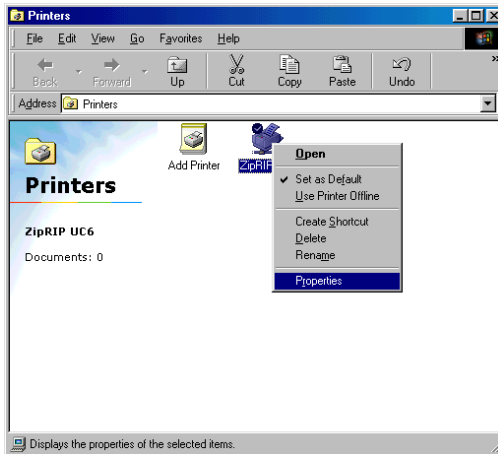 Printers
File Edit View Go Favorites Help
Back Forward Up Cut Copy Paste Undo
Address Printers
Add Printer
ZipRIP
Open
Set as Default
Use Printer Offline
Create Shortcut
Delete
Rename
Properties
Printers
ZipRIP UC6
Documents: 0
Displays the properties of the selected items.